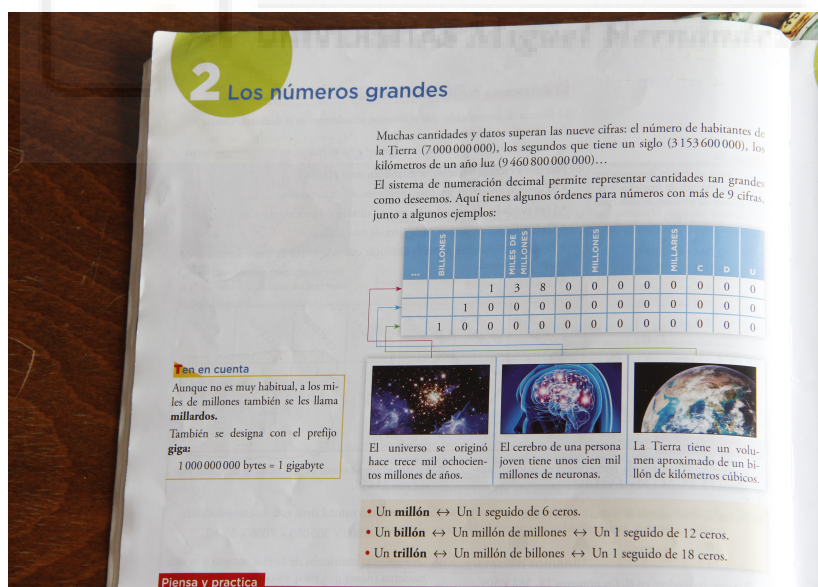 2 Los números grandes
Muchas cantidades y datos superan las nueve cifras: el número de habitantes de
la Tierra (7 000 000 000), los segundos que tiene un siglo (3 153 600 000), los
kilómetros de un año luz (9 460 800 000 000)…
El sistema de numeración decimal permite representar cantidades tan grandes
como deseemos. Aquí tienes algunos órdenes para números con más de 9 cifras,
junto a algunos ejemplos:
... BILLONES MILES DE MILLONES MILLONES MILLARES C D U
1 3 8 0 0 0 0 0 0 0 0
1 0 0 0 0 0 0 0 0 0 0 0
1 0 0 0 0 0 0 0 0 0 0 0 0
Ten en cuenta
Aunque no es muy habitual, a los mi-
les de millones también se les llama
millardos.
También se designa con el prefijo
giga:
1 000 000 000 bytes = 1 gigabyte
El universo se originó
hace trece mil ochocien-
tos millones de años.
El cerebro de una persona
joven tiene unos cien mil
millones de neuronas.
La Tierra tiene un volu-
men aproximado de un bi-
llón de kilómetros cúbicos.
• Un millón ↔ Un 1 seguido de 6 ceros.
• Un billón ↔ Un millón de millones ↔ Un 1 seguido de 12 ceros.
• Un trillón ↔ Un millón de billones ↔ Un 1 seguido de 18 ceros.
Piensa y practica